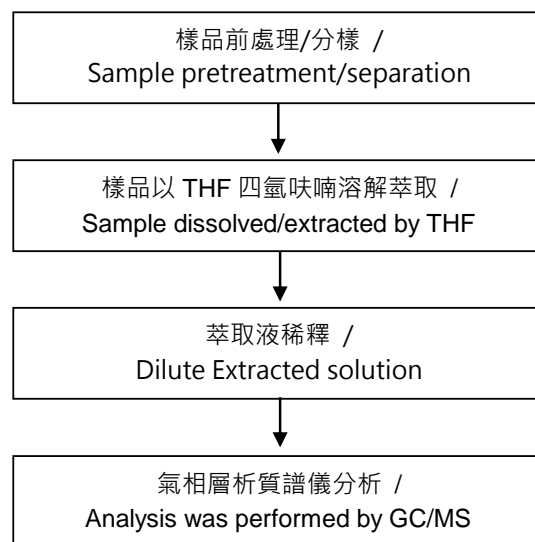 樣品前處理/分樣 /
Sample pretreatment/separation
樣品以 THF 四氫呋喃溶解萃取 /
Sample dissolved/extracted by THF
萃取液稀釋 /
Dilute Extracted solution
氣相層析質譜儀分析 /
Analysis was performed by GC/MS